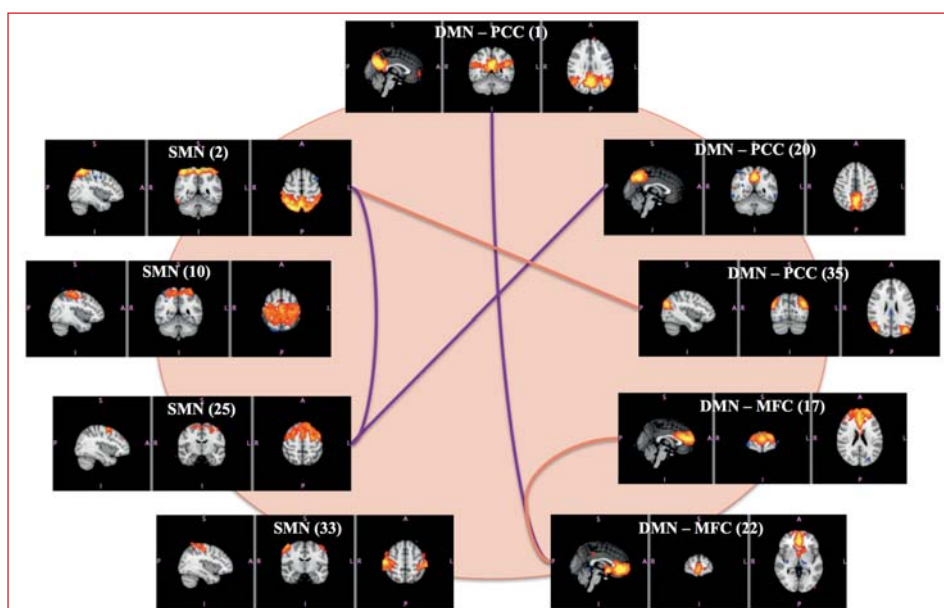 DMN – PCC (1)
S S A
P A R L R L
I I P
SMN (2)
S S A
P A R L R L
I I P
DMN – PCC (20)
S S A
P A R L R L
I I P
SMN (10)
S S A
P A R L R L
I I P
DMN – PCC (35)
S S A
P A R L R L
I I P
SMN (25)
S S A
P A R L R L
I I P
DMN – MFC (17)
S S A
P A R L R L
I I P
SMN (33)
S S A
P A R L R L
I I P
DMN – MFC (22)
S S A
P A R L R L
I I P